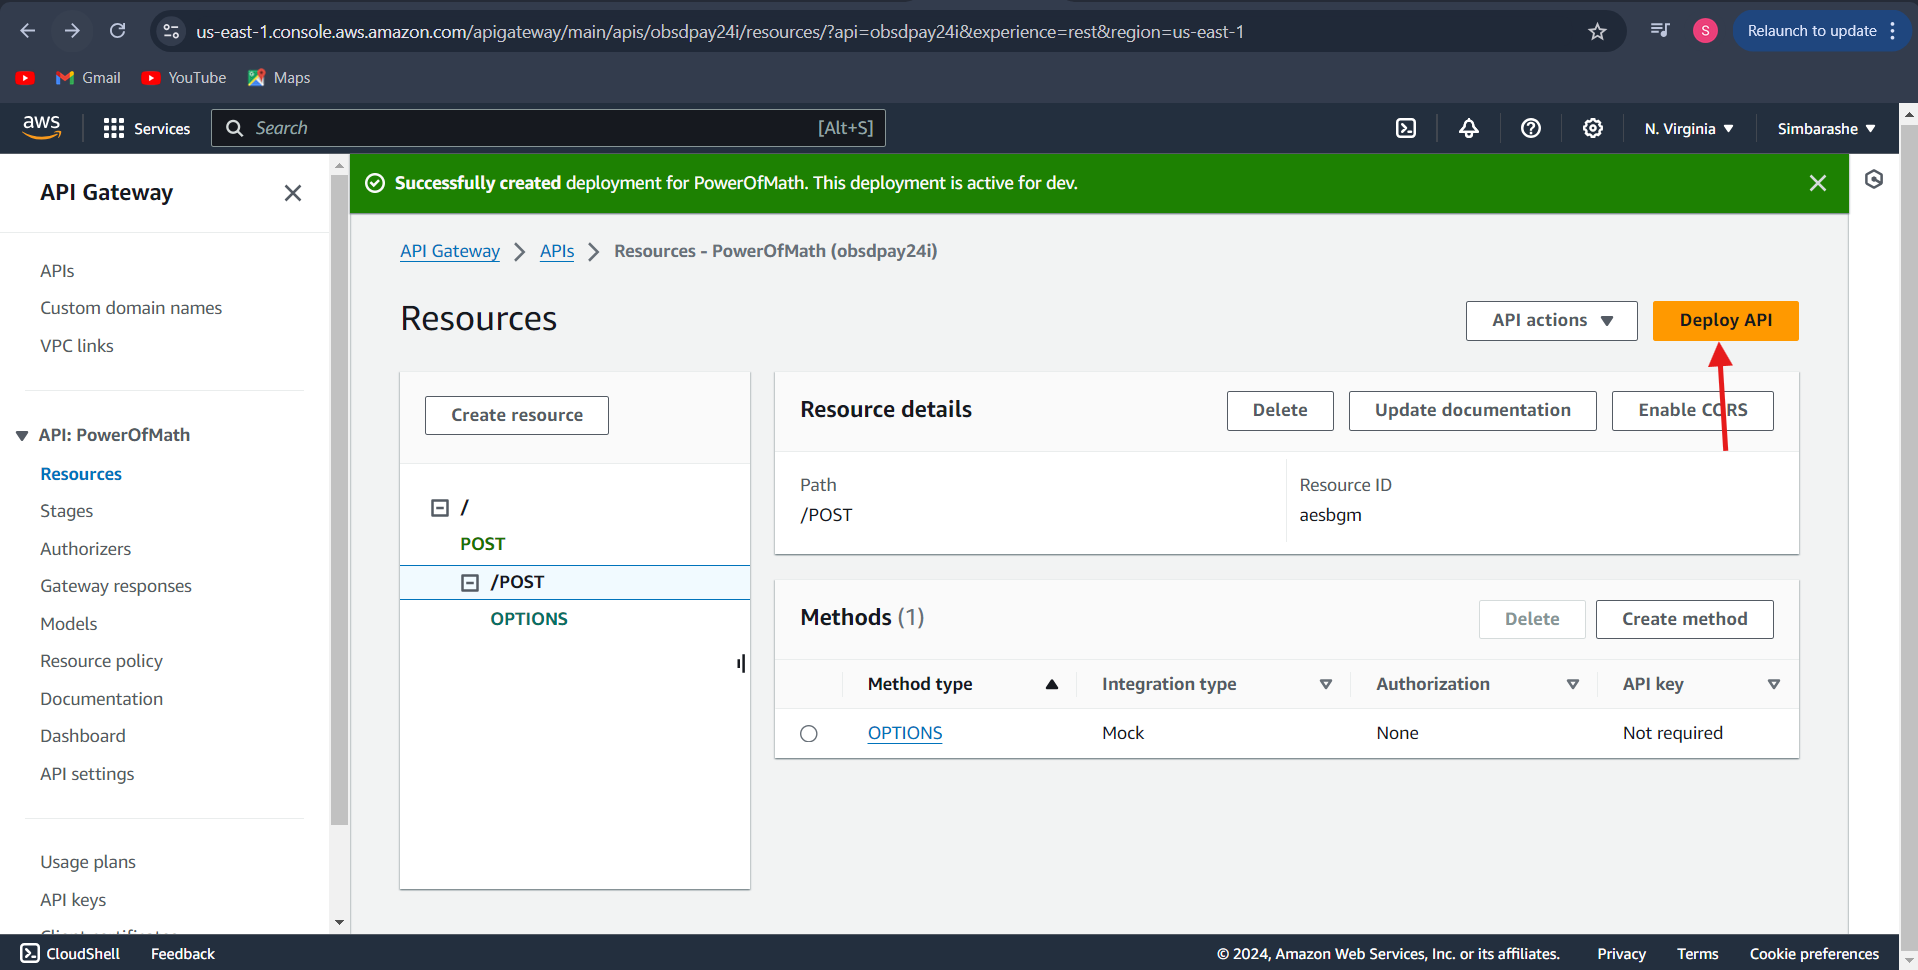 us-east-1.console.aws.amazon.com/apigateway/main/apis/obsdpay24i/resources/?api=obsdpay24i&experience=rest&region=us-east-1
S
Relaunch to update
Gmail
YouTube
Maps
aws
Services
Search
[Alt+S]
N. Virginia
Simbarashe
API Gateway
Successfully created deployment for PowerOfMath. This deployment is active for dev.
API Gateway
APIs
Resources - PowerOfMath (obsdpay24i)
APIs
Custom domain names
VPC links
API: PowerOfMath
Resources
Stages
Authorizers
Gateway responses
Models
Resource policy
Documentation
Dashboard
API settings
Usage plans
API keys
Client certificates
Resources
API actions
Deploy API
Create resource
/
POST
/POST
OPTIONS
Resource details
Delete
Update documentation
Enable CORS
Path
/POST
Resource ID
aesbgm
Methods (1)
Delete
Create method
Method type
Integration type
Authorization
API key
OPTIONS
Mock
None
Not required
CloudShell
Feedback
© 2024, Amazon Web Services, Inc. or its affiliates.
Privacy
Terms
Cookie preferences